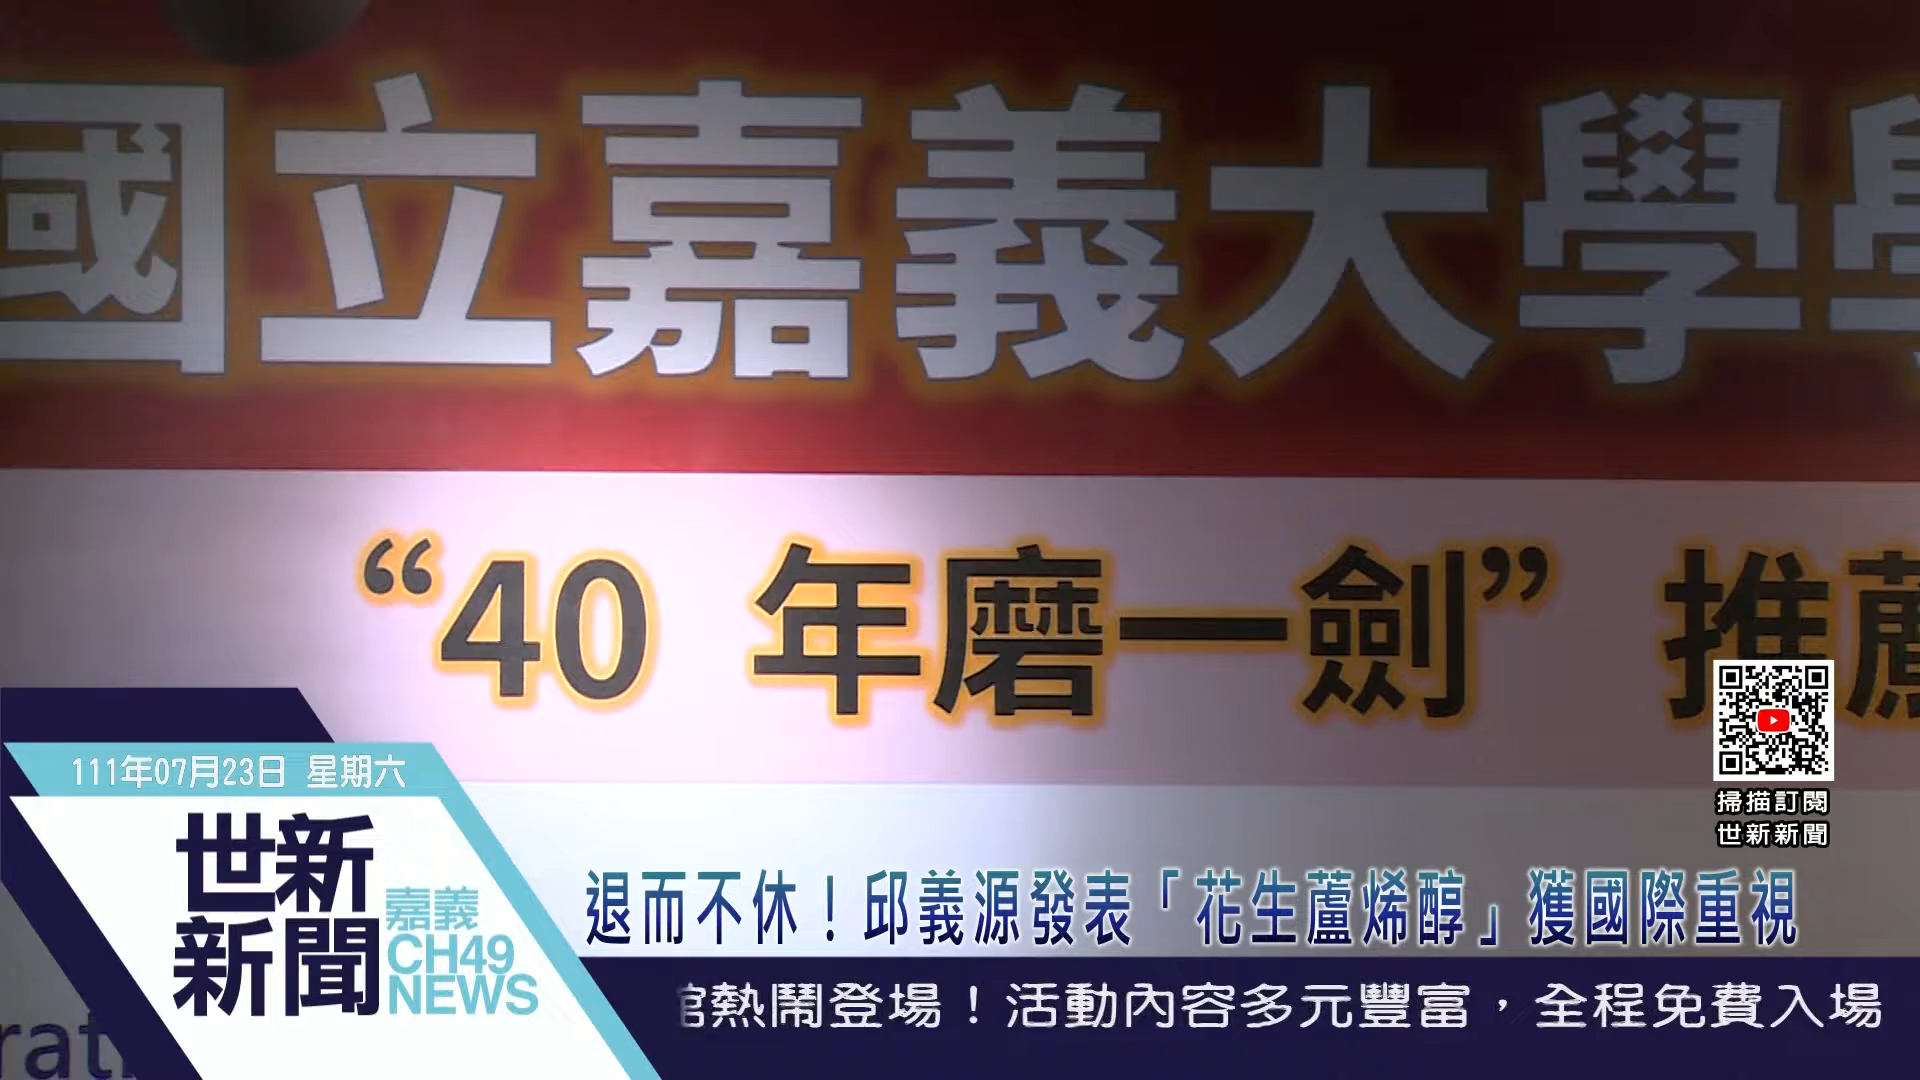 國立嘉義大學
“40 年磨一劍” 推薦
111年07月23日 星期六
世新
新聞
嘉義
CH49
NEWS
掃描訂閱
世新新聞
退而不休！邱義源發表「花生蘆烯醇」獲國際重視
館熱鬧登場！活動內容多元豐富，全程免費入場